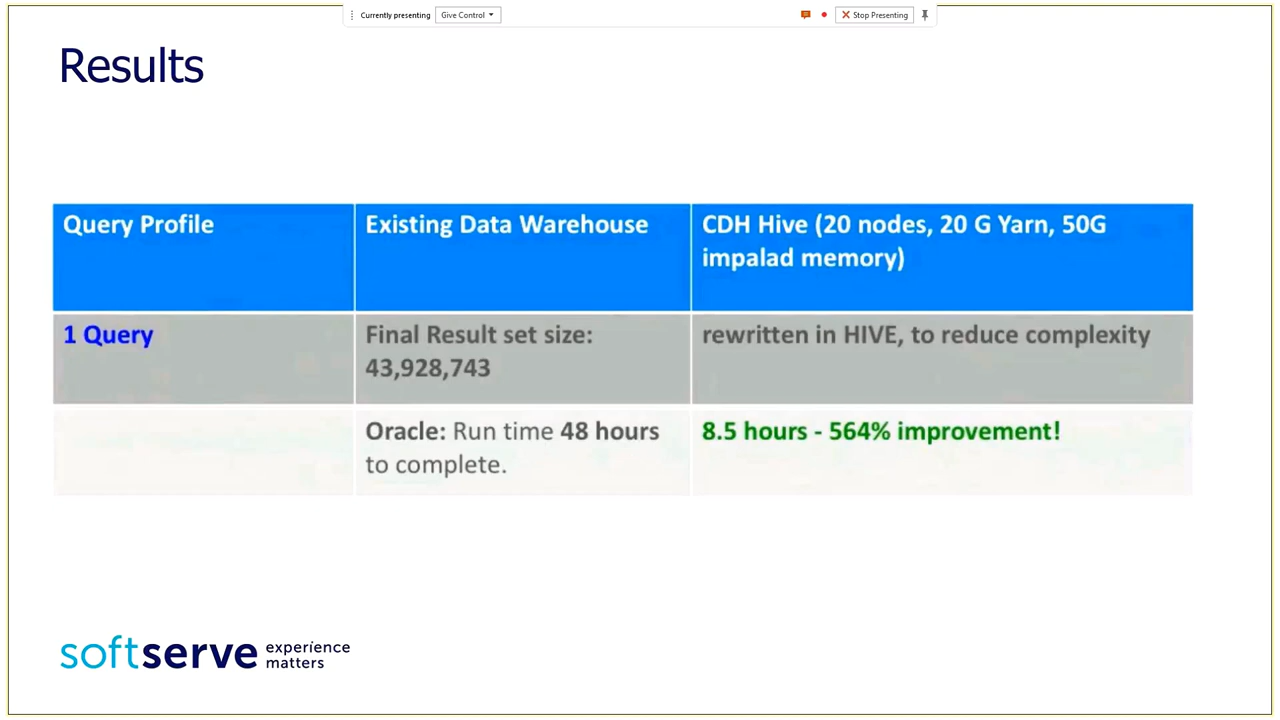 Currently presenting Give Control Stop Presenting
Results
Query Profile
Existing Data Warehouse
CDH Hive (20 nodes, 20 G Yarn, 50G
impalad memory)
1 Query
Final Result set size:
43,928,743
rewritten in HIVE, to reduce complexity
Oracle: Run time 48 hours
to complete.
8.5 hours - 564% improvement!
softserve experience
matters